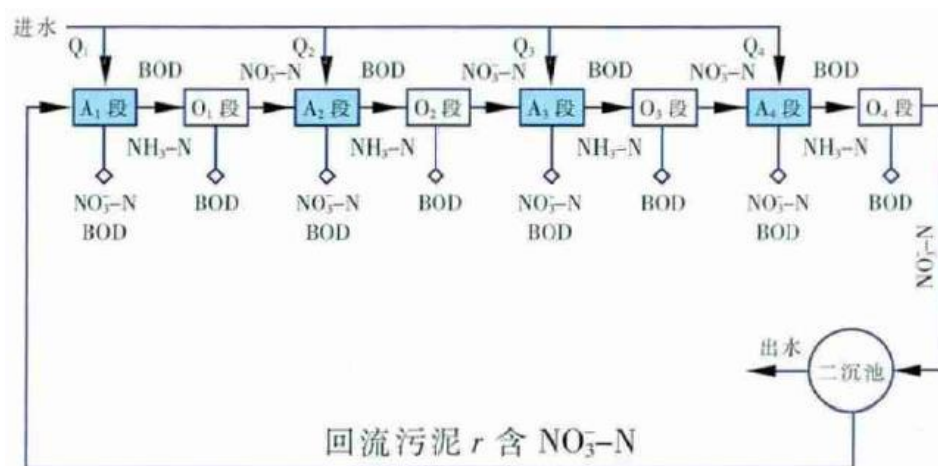 进水
Q₁ Q₂ Q₃ Q₄
BOD NO₃⁻-N BOD NO₃⁻-N BOD NO₃⁻-N BOD
A₁ 段 O₁ 段 A₂ 段 O₂ 段 A₃ 段 O₃ 段 A₄ 段 O₄ 段
NH₃-N NH₃-N NH₃-N NH₃-N
NO₃⁻-N BOD NO₃⁻-N BOD NO₃⁻-N BOD NO₃⁻-N BOD
BOD BOD BOD BOD
NO₃⁻-N
出水
二沉池
回流污泥 r 含 NO₃⁻-N